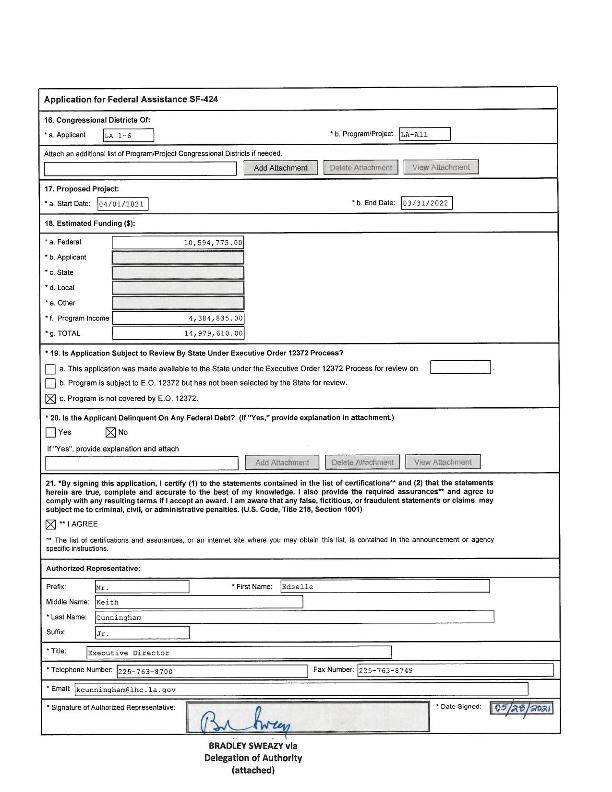 Application for Federal Assistance SF-424
16. Congressional Districts Of:
* a. Applicant LA 1-6 * b. Program/Project LA-All
Attach an additional list of Program/Project Congressional Districts if needed.
Add Attachment Delete Attachment View Attachment
17. Proposed Project:
* a. Start Date: 04/01/2021 * b. End Date: 03/31/2022
18. Estimated Funding ($):
* a. Federal 10,594,775.00
* b. Applicant
* c. State
* d. Local
* e. Other
* f. Program Income 4,384,835.00
* g. TOTAL 14,979,610.00
* 19. Is Application Subject to Review By State Under Executive Order 12372 Process?
a. This application was made available to the State under the Executive Order 12372 Process for review on
b. Program is subject to E.O. 12372 but has not been selected by the State for review.
c. Program is not covered by E.O. 12372.
* 20. Is the Applicant Delinquent On Any Federal Debt? (If "Yes," provide explanation in attachment.)
Yes No
If "Yes", provide explanation and attach
Add Attachment Delete Attachment View Attachment
21. *By signing this application, I certify (1) to the statements contained in the list of certifications** and (2) that the statements
herein are true, complete and accurate to the best of my knowledge. I also provide the required assurances** and agree to
comply with any resulting terms if I accept an award. I am aware that any false, fictitious, or fraudulent statements or claims may
subject me to criminal, civil, or administrative penalties. (U.S. Code, Title 218, Section 1001)
** I AGREE
** The list of certifications and assurances, or an internet site where you may obtain this list, is contained in the announcement or agency
specific instructions.
Authorized Representative:
Prefix: Mr. * First Name: Edselle
Middle Name: Keith
* Last Name: Cunningham
Suffix: Jr.
* Title: Executive Director
* Telephone Number: 225-763-8700 Fax Number: 225-763-8749
* Email: kcunningham@lhc.la.gov
* Signature of Authorized Representative: * Date Signed: 05/28/2021
BRADLEY SWEAZY via
Delegation of Authority
(attached)